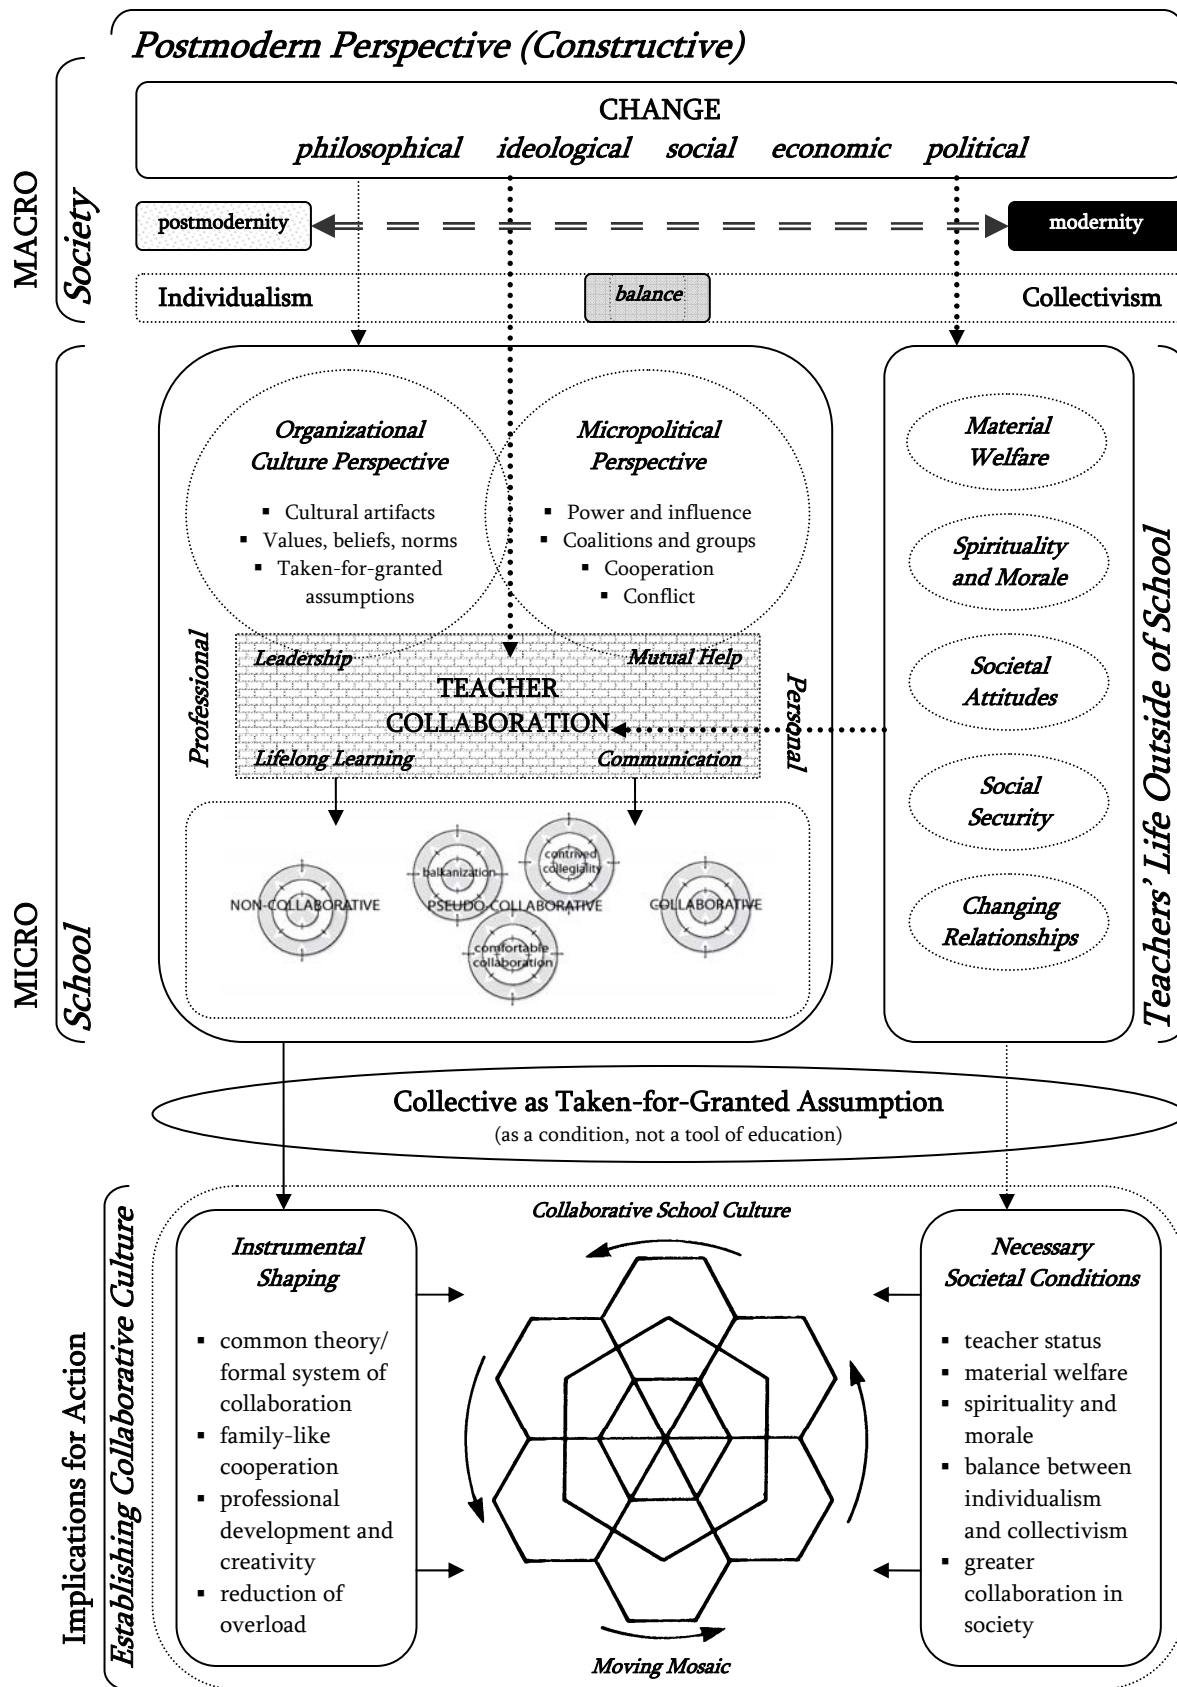 Postmodern Perspective (Constructive)
MACRO
Society
CHANGE
philosophical ideological social economic political
postmodernity
modernity
Individualism
balance
Collectivism
MICRO
School
Organizational
Culture Perspective
▪ Cultural artifacts
▪ Values, beliefs, norms
▪ Taken-for-granted
assumptions
Micropolitical
Perspective
▪ Power and influence
▪ Coalitions and groups
▪ Cooperation
▪ Conflict
Professional
Leadership
Mutual Help
TEACHER
COLLABORATION
Lifelong Learning
Communication
Personal
NON-COLLABORATIVE
balkanization
contrived
collegiality
PSEUDO-COLLABORATIVE
comfortable
collaboration
COLLABORATIVE
Material
Welfare
Spirituality
and Morale
Societal
Attitudes
Social
Security
Changing
Relationships
Teachers' Life Outside of School
Collective as Taken-for-Granted Assumption
(as a condition, not a tool of education)
Implications for Action
Establishing Collaborative Culture
Instrumental
Shaping
▪ common theory/
formal system of
collaboration
▪ family-like
cooperation
▪ professional
development and
creativity
▪ reduction of
overload
Collaborative School Culture
Moving Mosaic
Necessary
Societal Conditions
▪ teacher status
▪ material welfare
▪ spirituality and
morale
▪ balance between
individualism
and collectivism
▪ greater
collaboration in
society